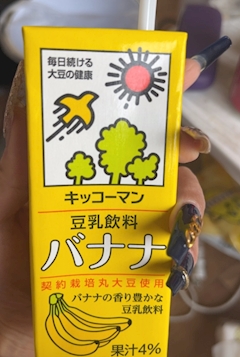 毎日続ける
大豆の健康
キッコーマン
豆乳飲料
バナナ
契約栽培丸大豆使用
バナナの香り豊かな
豆乳飲料
果汁4%